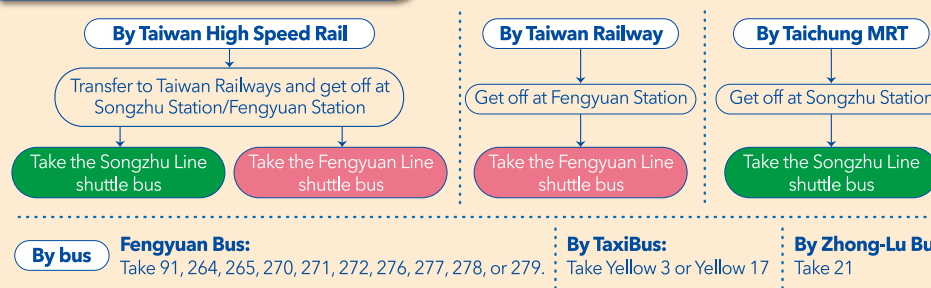 By Taiwan High Speed Rail
Transfer to Taiwan Railways and get off at
Songzhu Station/Fengyuan Station
Take the Songzhu Line
shuttle bus
Take the Fengyuan Line
shuttle bus
By Taiwan Railway
Get off at Fengyuan Station
Take the Fengyuan Line
shuttle bus
By Taichung MRT
Get off at Songzhu Station
Take the Songzhu Line
shuttle bus
By bus
Fengyuan Bus:
Take 91, 264, 265, 270, 271, 272, 276, 277, 278, or 279.
By TaxiBus:
Take Yellow 3 or Yellow 17
By Zhong-Lu Bu
Take 21